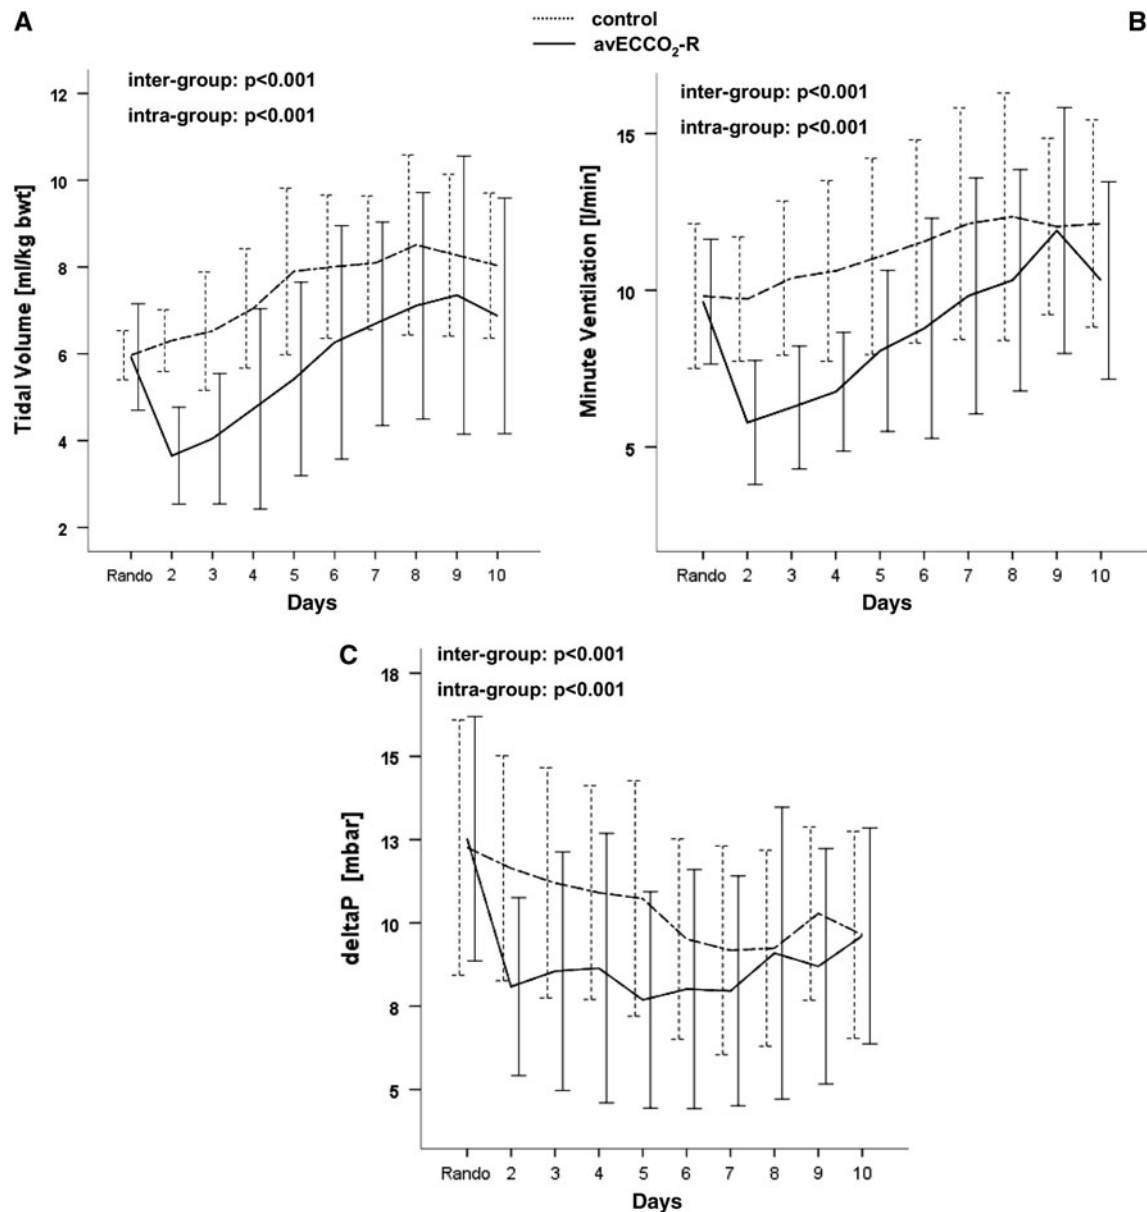 A
control
avECCO₂-R
B
inter-group: p<0.001
intra-group: p<0.001
Tidal Volume [ml/kg bwt]
12
10
8
6
4
2
Rando 2 3 4 5 6 7 8 9 10
Days
inter-group: p<0.001
intra-group: p<0.001
Minute Ventilation [l/min]
15
10
5
Rando 2 3 4 5 6 7 8 9 10
Days
C
inter-group: p<0.001
intra-group: p<0.001
deltaP [mbar]
18
15
13
10
8
5
Rando 2 3 4 5 6 7 8 9 10
Days